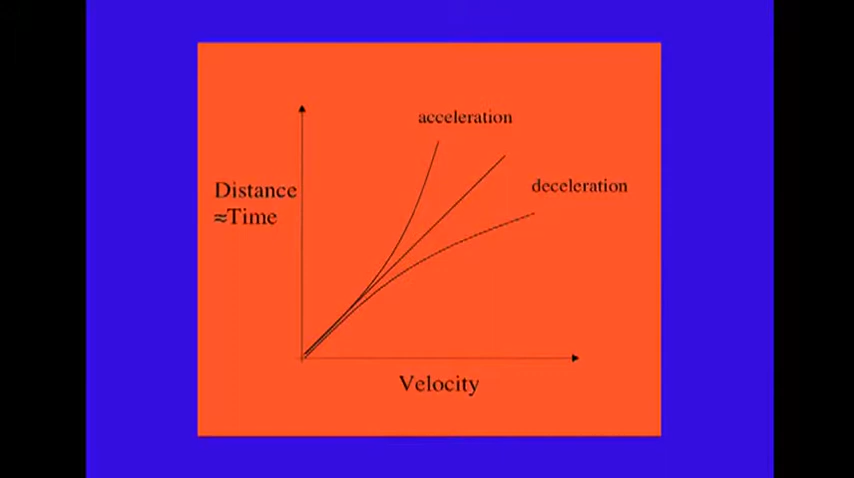 acceleration
deceleration
Distance
≈Time
Velocity